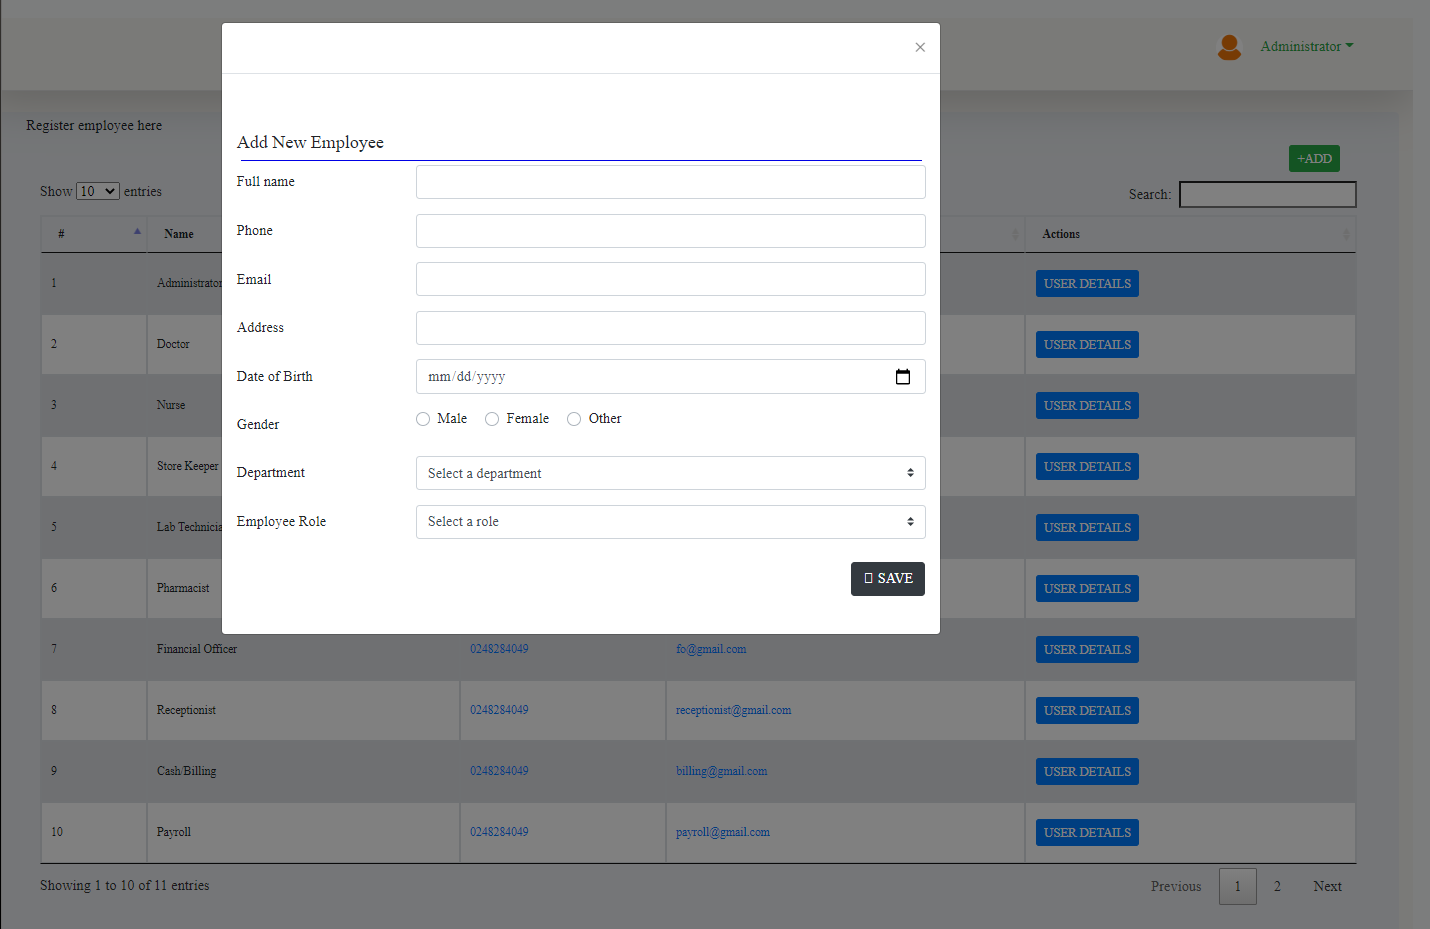 ×
Administrator
Register employee here
+ADD
Show 10 entries
Search:
# Name Actions
1 Administrator USER DETAILS
2 Doctor USER DETAILS
3 Nurse USER DETAILS
4 Store Keeper USER DETAILS
5 Lab Technicia USER DETAILS
6 Pharmacist USER DETAILS
7 Financial Officer 0248284049 fo@gmail.com USER DETAILS
8 Receptionist 0248284049 receptionist@gmail.com USER DETAILS
9 Cash/Billing 0248284049 billing@gmail.com USER DETAILS
10 Payroll 0248284049 payroll@gmail.com USER DETAILS
Showing 1 to 10 of 11 entries
Previous 1 2 Next
Add New Employee
Full name
Phone
Email
Address
Date of Birth mm/dd/yyyy
Gender Male Female Other
Department Select a department
Employee Role Select a role
SAVE